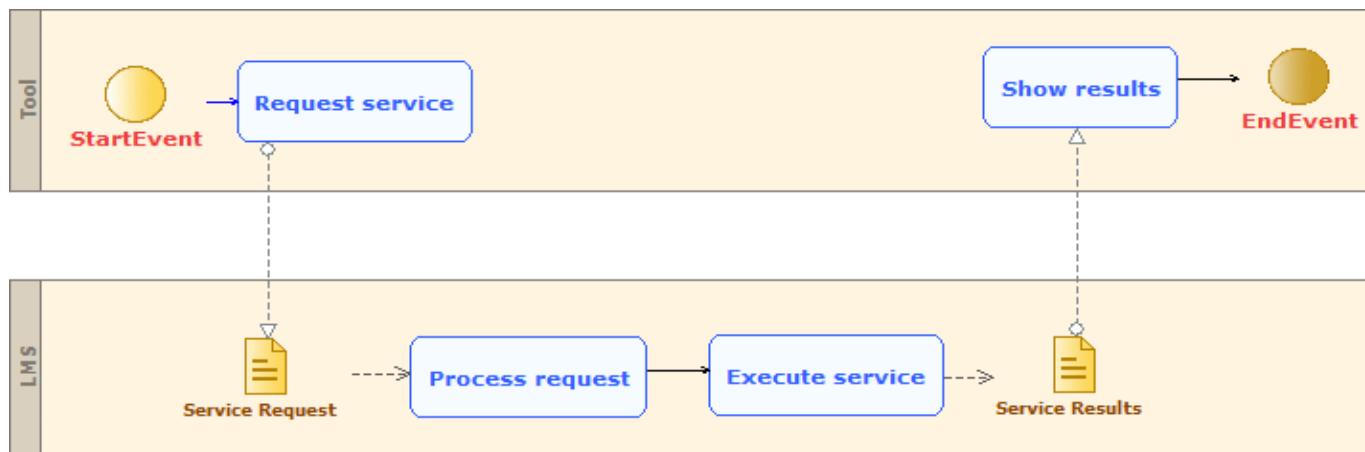 Tool
StartEvent
Request service
Show results
EndEvent
LMS
Service Request
Process request
Execute service
Service Results